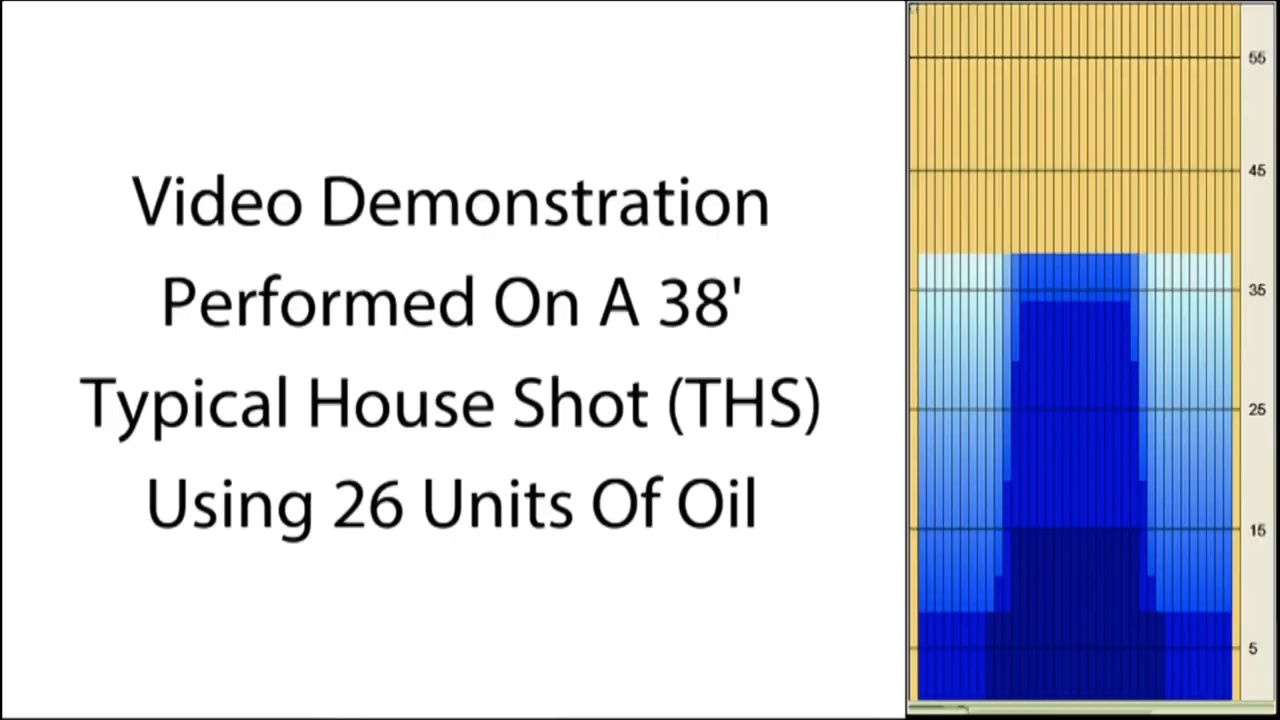 Video Demonstration
Performed On A 38'
Typical House Shot (THS)
Using 26 Units Of Oil
55
45
35
25
15
5